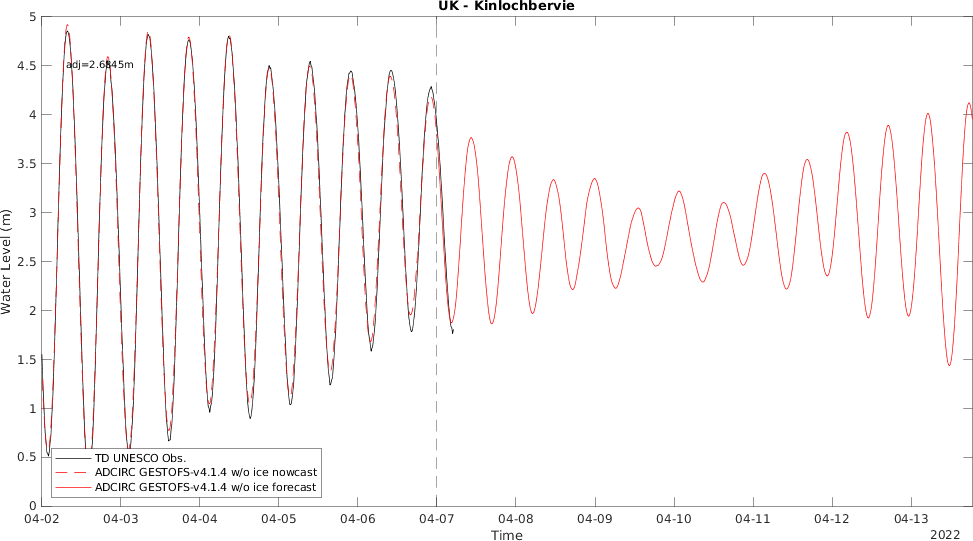 UK - Kinlochbervie
5
4.5
4
3.5
3
2.5
2
1.5
1
0.5
0
Water Level (m)
adj=2.6845m
TD UNESCO Obs.
ADCIRC GESTOFS-v4.1.4 w/o ice nowcast
ADCIRC GESTOFS-v4.1.4 w/o ice forecast
04-02 04-03 04-04 04-05 04-06 04-07 04-08 04-09 04-10 04-11 04-12 04-13
Time
2022